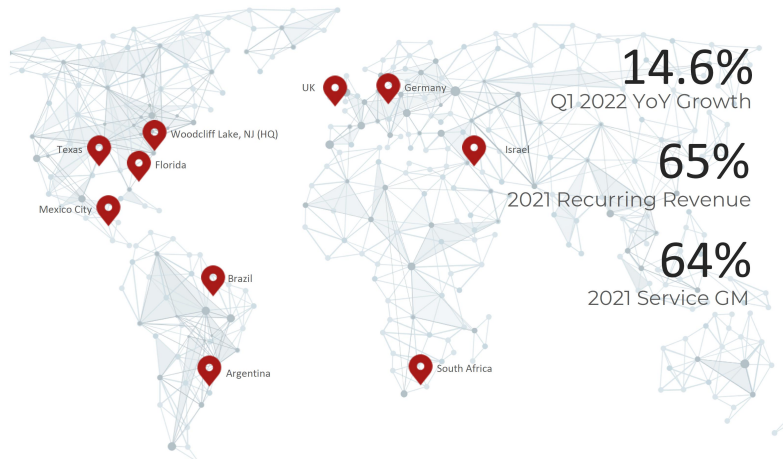 14.6%
Q1 2022 YoY Growth
UK
Germany
Woodcliff Lake, NJ (HQ)
Texas
Florida
Israel
65%
2021 Recurring Revenue
Mexico City
64%
2021 Service GM
Brazil
Argentina
South Africa